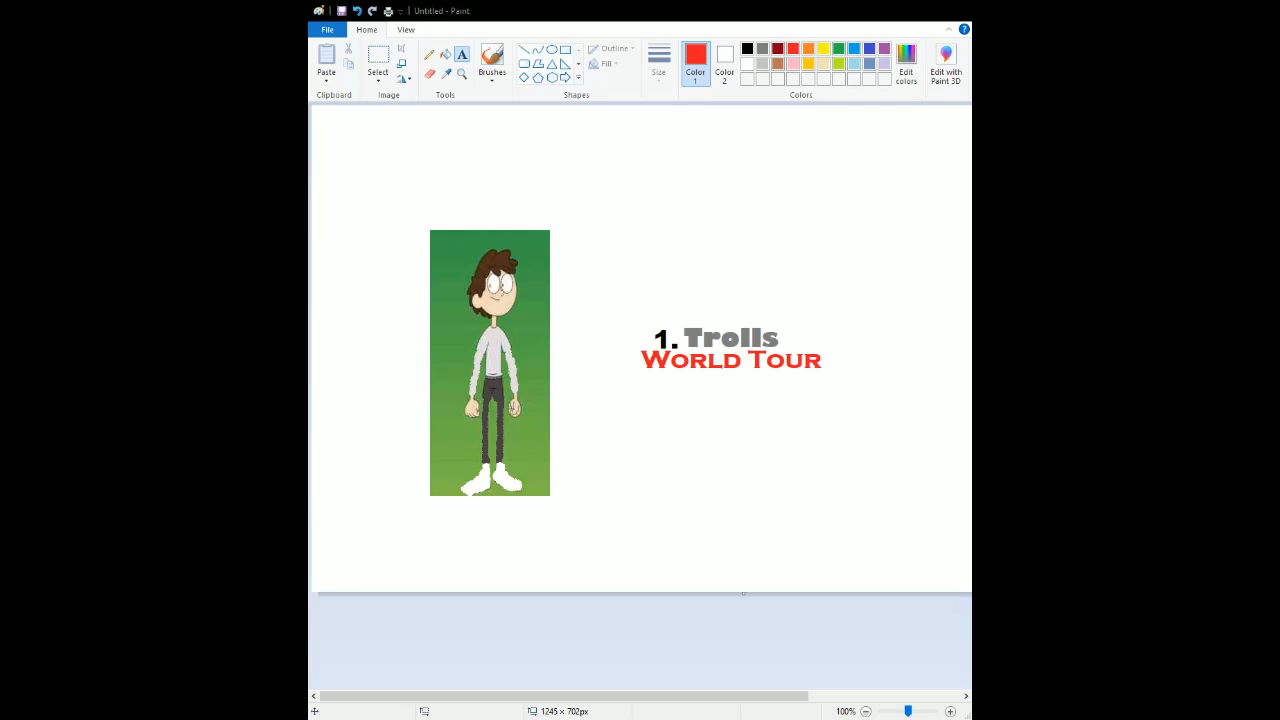 Untitled - Paint
File
Home
View
Paste
Select
Brushes
Outline
Fill
Size
Color
1
Color
2
Edit
colors
Edit with
Paint 3D
Clipboard
Image
Tools
Shapes
Colors
A
1. Trolls
World Tour
1245 × 702px
100%